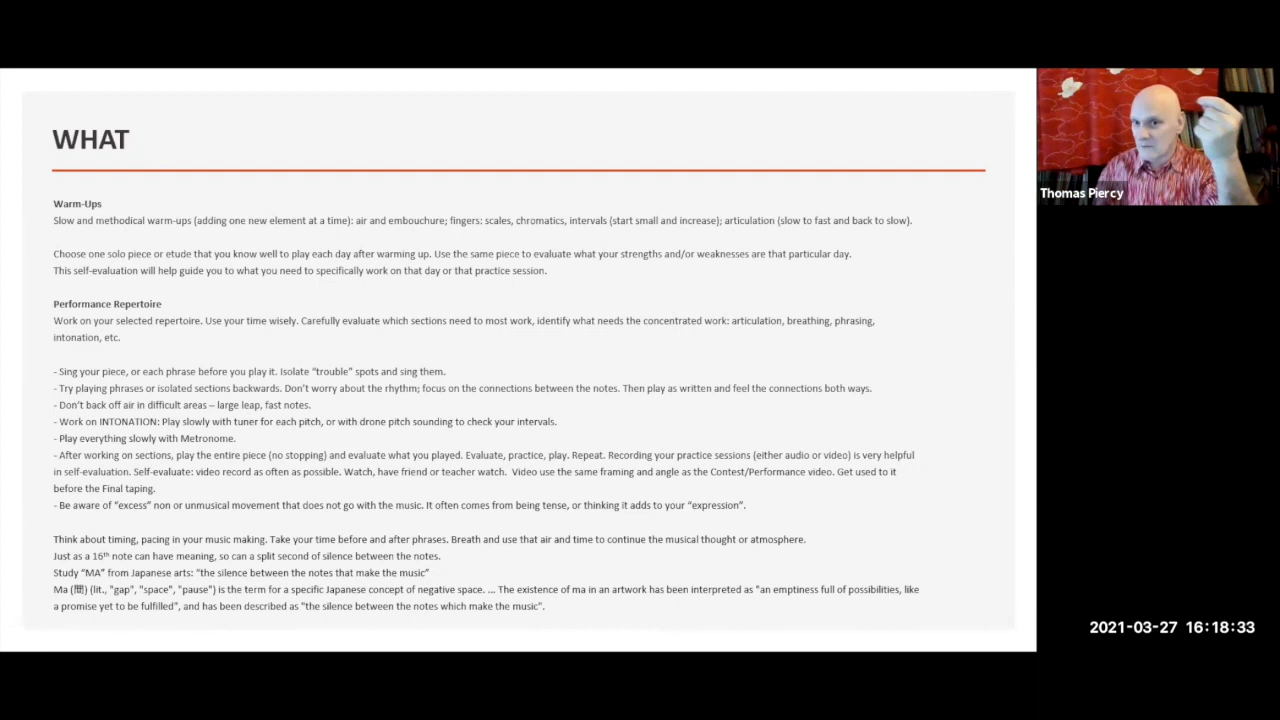 WHAT
Warm-Ups
Slow and methodical warm-ups (adding one new element at a time): air and embouchure; fingers: scales, chromatics, intervals (start small and increase); articulation (slow to fast and back to slow).
Choose one solo piece or etude that you know well to play each day after warming up. Use the same piece to evaluate what your strengths and/or weaknesses are that particular day.
This self-evaluation will help guide you to what you need to specifically work on that day or that practice session.
Performance Repertoire
Work on your selected repertoire. Use your time wisely. Carefully evaluate which sections need to most work, identify what needs the concentrated work: articulation, breathing, phrasing,
intonation, etc.
- Sing your piece, or each phrase before you play it. Isolate “trouble” spots and sing them.
- Try playing phrases or isolated sections backwards. Don’t worry about the rhythm; focus on the connections between the notes. Then play as written and feel the connections both ways.
- Don’t back off air in difficult areas – large leap, fast notes.
- Work on INTONATION: Play slowly with tuner for each pitch, or with drone pitch sounding to check your intervals.
- Play everything slowly with Metronome.
- After working on sections, play the entire piece (no stopping) and evaluate what you played. Evaluate, practice, play. Repeat. Recording your practice sessions (either audio or video) is very helpful
in self-evaluation. Self-evaluate: video record as often as possible. Watch, have friend or teacher watch.  Video use the same framing and angle as the Contest/Performance video. Get used to it
before the Final taping.
- Be aware of “excess” non or unmusical movement that does not go with the music. It often comes from being tense, or thinking it adds to your “expression”.
Think about timing, pacing in your music making. Take your time before and after phrases. Breath and use that air and time to continue the musical thought or atmosphere.
Just as a 16th note can have meaning, so can a split second of silence between the notes.
Study “MA” from Japanese arts: “the silence between the notes that make the music”
Ma (間) (lit., "gap", "space", "pause") is the term for a specific Japanese concept of negative space. ... The existence of ma in an artwork has been interpreted as "an emptiness full of possibilities, like
a promise yet to be fulfilled", and has been described as "the silence between the notes which make the music".
Thomas Piercy
2021-03-27 16:18:33